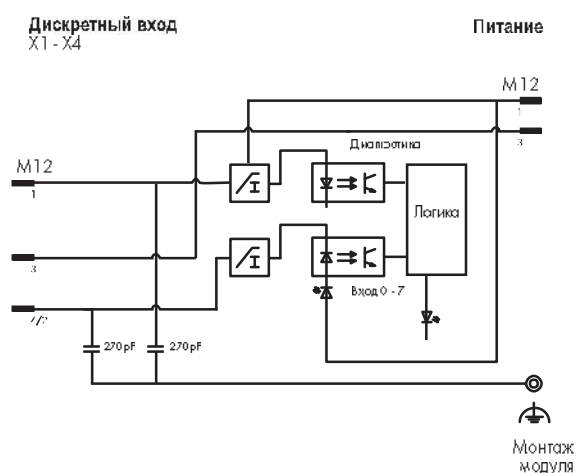 Дискретный вход
X1 - X4
Питание
M12
1
3
Диагностика
M12
1
Логика
3
Вход 0 - 7
4/2
270pF
270pF
Монтаж
модуля